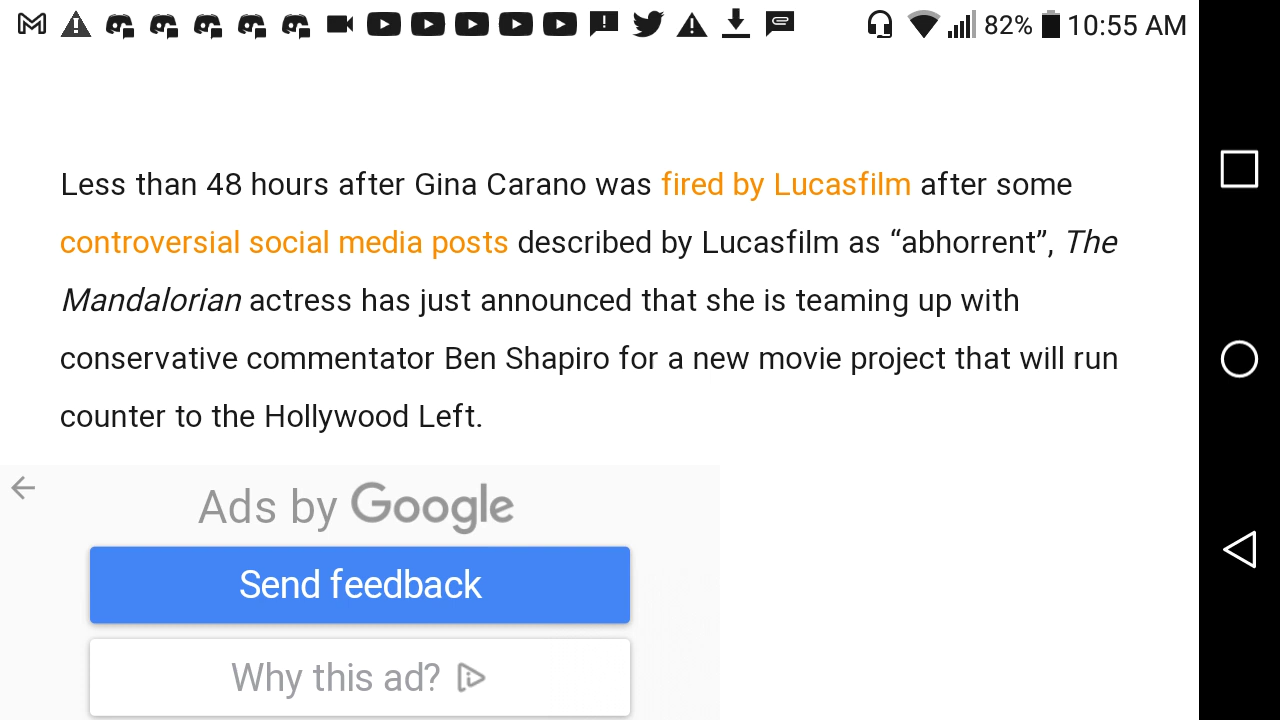 82% 10:55 AM
Less than 48 hours after Gina Carano was fired by Lucasfilm after some
controversial social media posts described by Lucasfilm as “abhorrent”, The
Mandalorian actress has just announced that she is teaming up with
conservative commentator Ben Shapiro for a new movie project that will run
counter to the Hollywood Left.
Ads by Google
Send feedback
Why this ad?